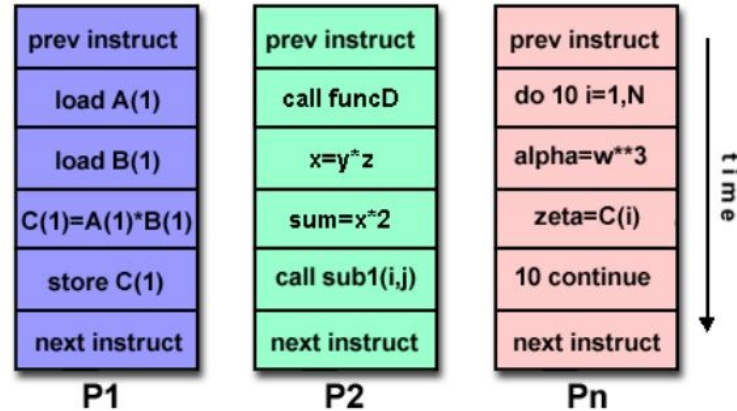 prev instruct
load A(1)
load B(1)
C(1)=A(1)*B(1)
store C(1)
next instruct
P1
prev instruct
call funcD
x=y*z
sum=x*2
call sub1(i,j)
next instruct
P2
prev instruct
do 10 i=1,N
alpha=w**3
zeta=C(i)
10 continue
next instruct
Pn
time